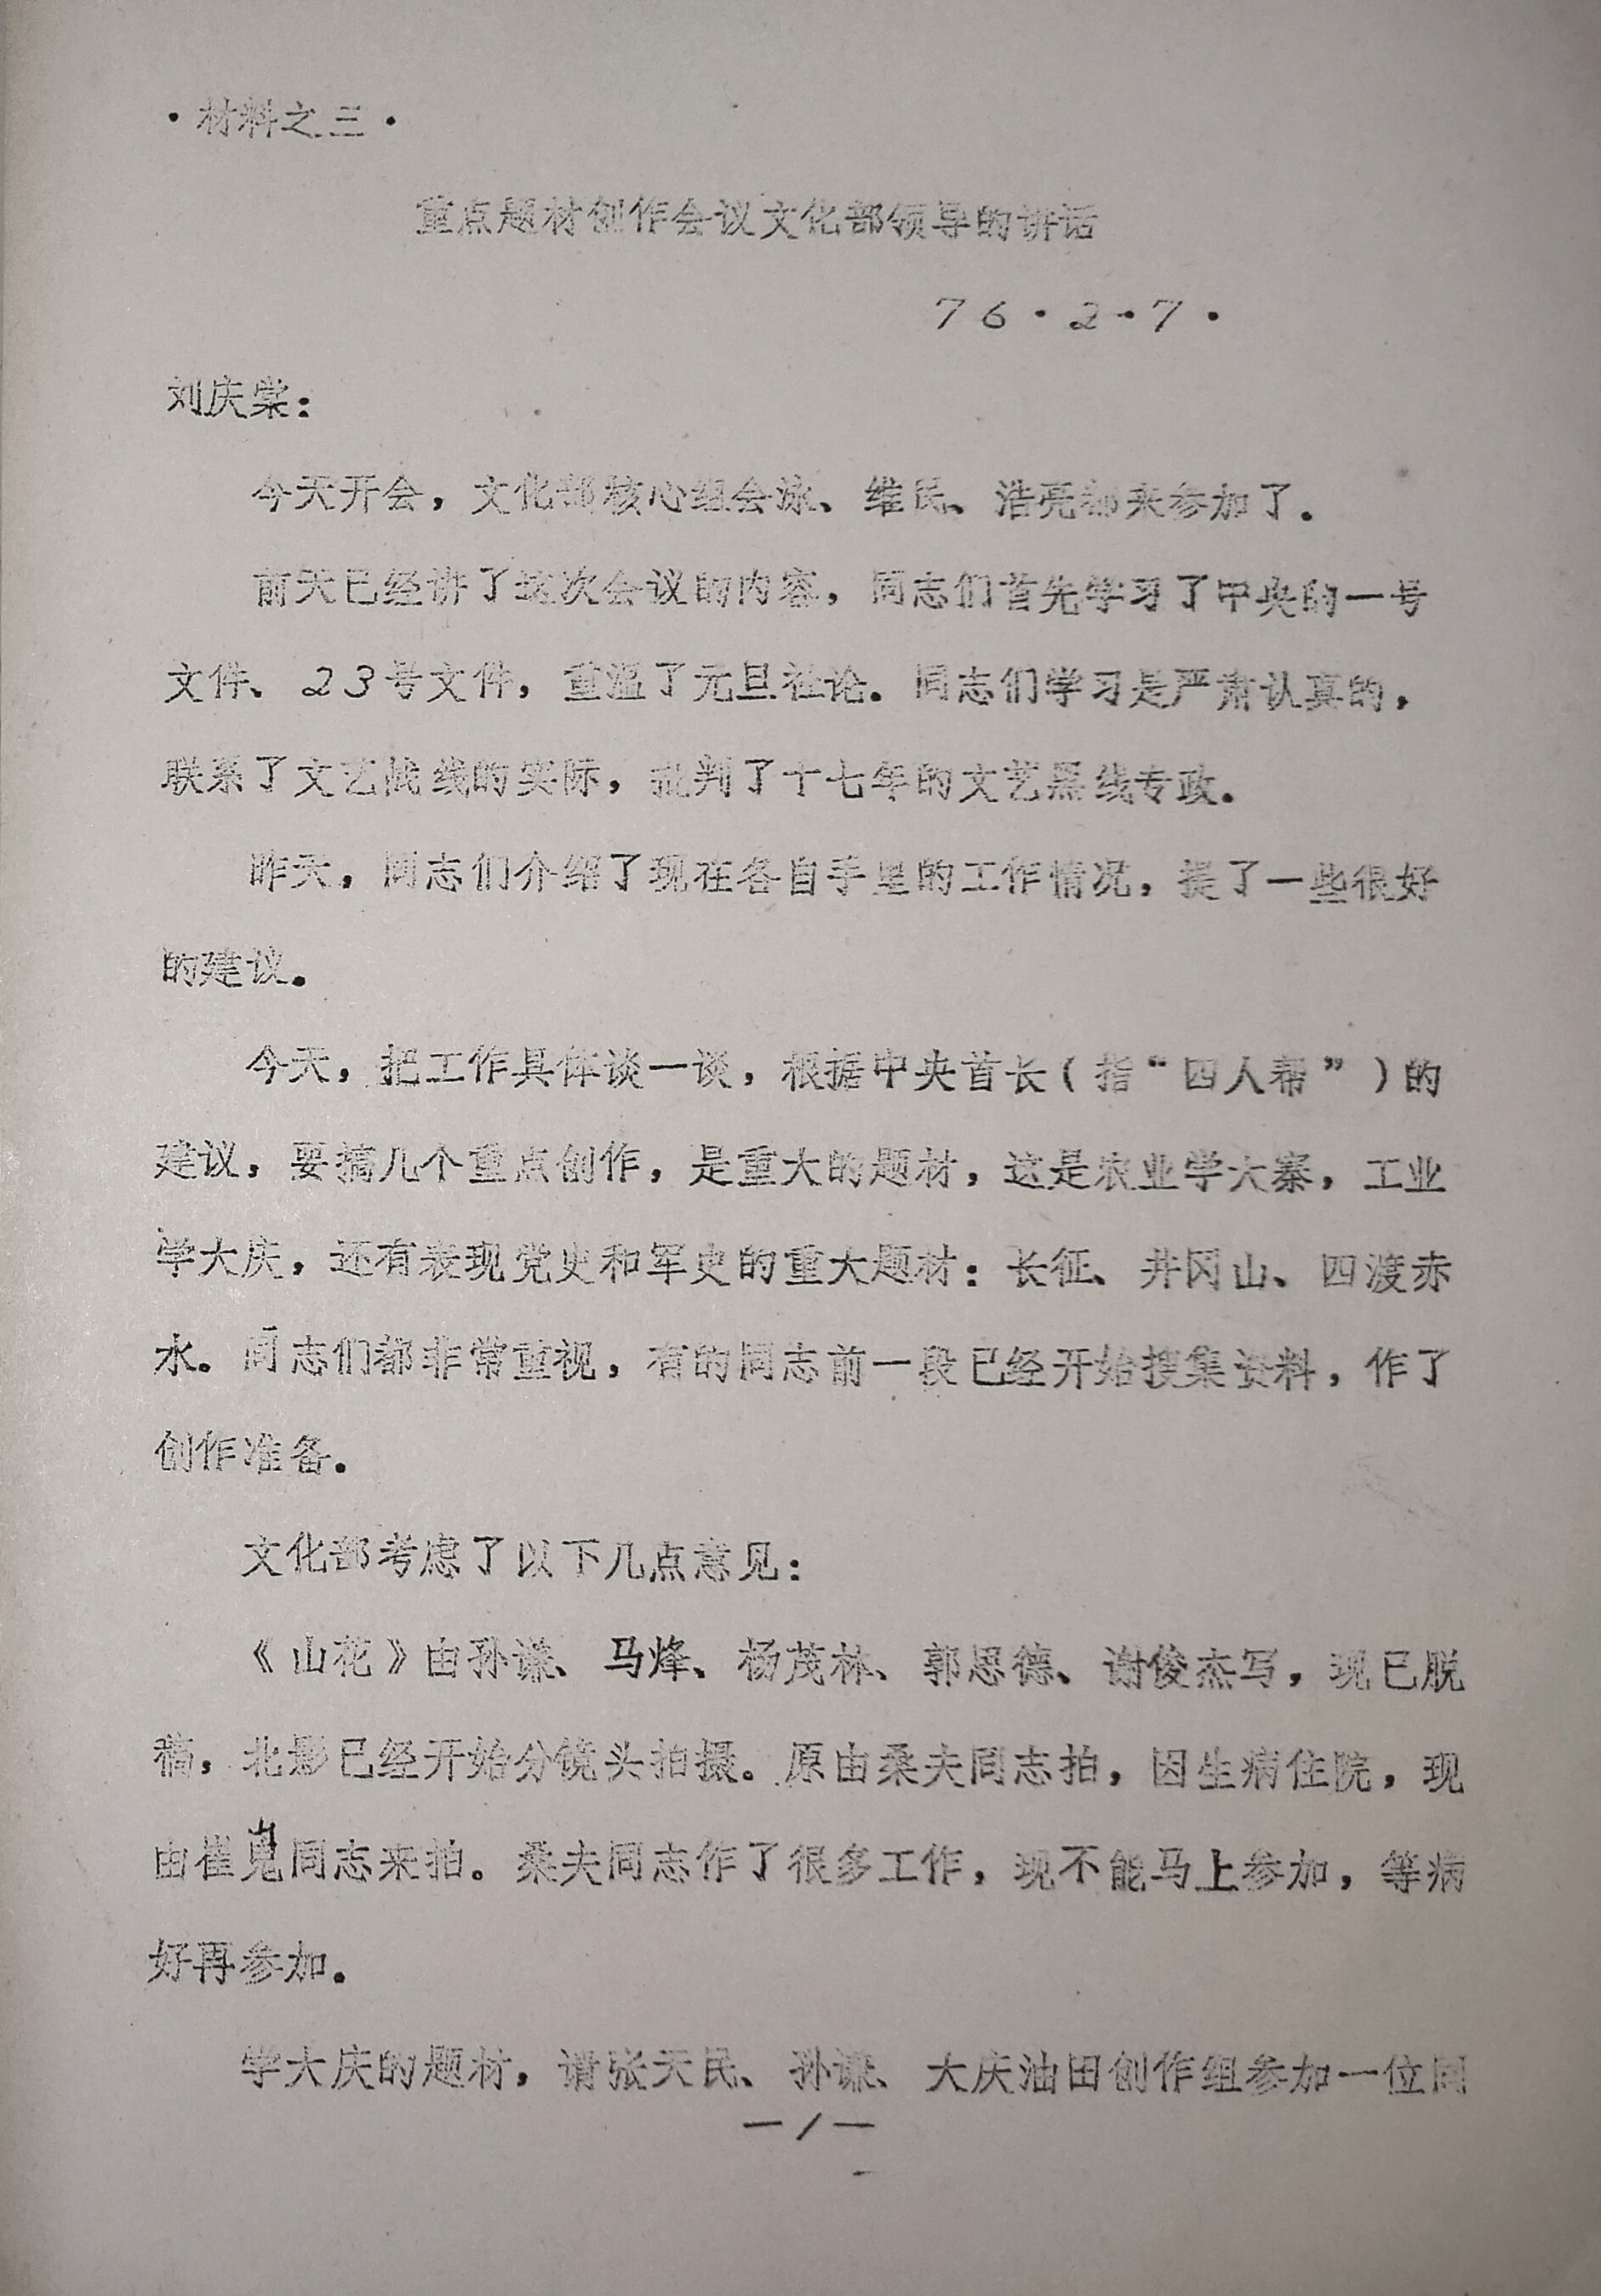 ·材料之三·
重点题材创作会议文化部领导的讲话
76·2·7·
刘庆棠：
今天开会，文化部核心组会泳、维民、浩亮都来参加了．
前天已经讲了这次会议的内容，同志们首先学习了中央的一号
文件、23号文件，重温了元旦社论。同志们学习是严肃认真的，
联系了文艺战线的实际，批判了十七年的文艺黑线专政。
昨天，同志们介绍了现在各自手里的工作情况，提了一些很好
的建议。
今天，把工作具体谈一谈，根据中央首长（指“四人帮”）的
建议，要搞几个重点创作，是重大的题材，这是农业学大寨，工业
学大庆，还有表现党史和军史的重大题材：长征、井冈山、四渡赤
水。同志们都非常重视，有的同志前一段已经开始搜集资料，作了
创作准备。
文化部考虑了以下几点意见：
《山花》由孙谦、马烽、杨茂林、郭恩德、谢俊杰写，现已脱
稿，北影已经开始分镜头拍摄。原由桑夫同志拍，因生病住院，现
由崔嵬同志来拍。桑夫同志作了很多工作，现不能马上参加，等病
好再参加。
学大庆的题材，请张天民、孙谦、大庆油田创作组参加一位同
—1—